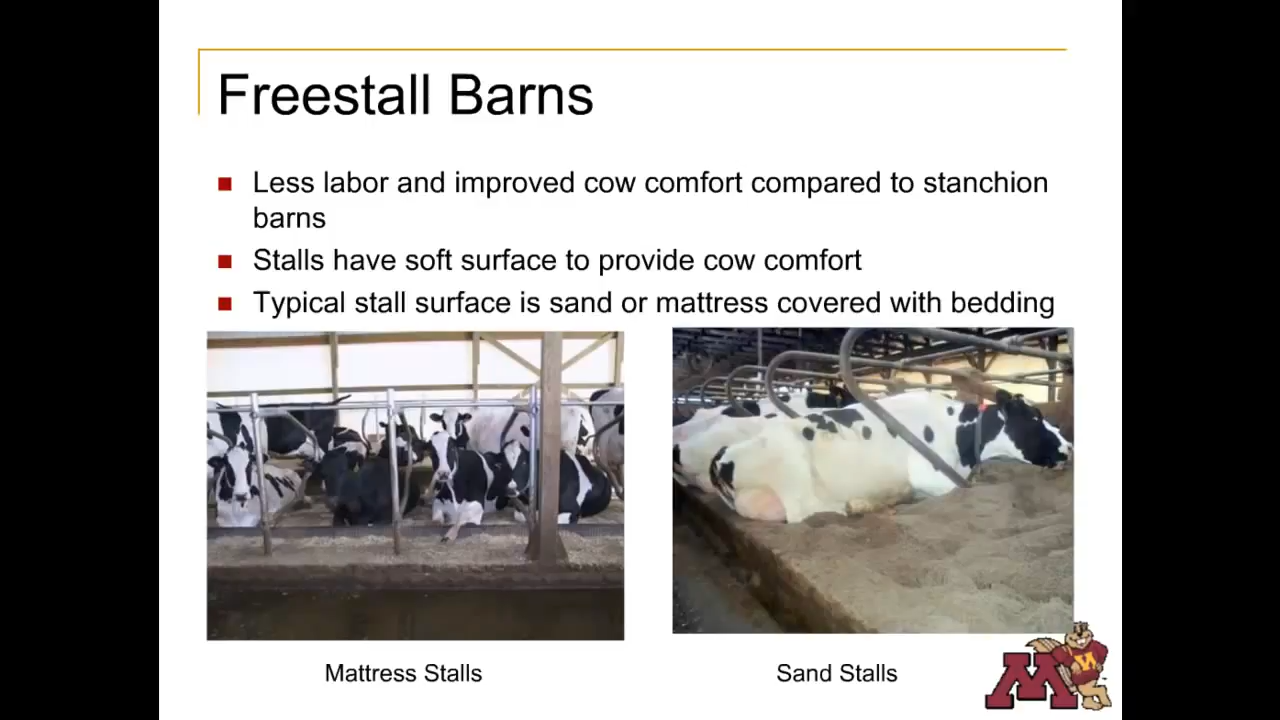 Freestall Barns
Less labor and improved cow comfort compared to stanchion
barns
Stalls have soft surface to provide cow comfort
Typical stall surface is sand or mattress covered with bedding
Mattress Stalls
Sand Stalls
M